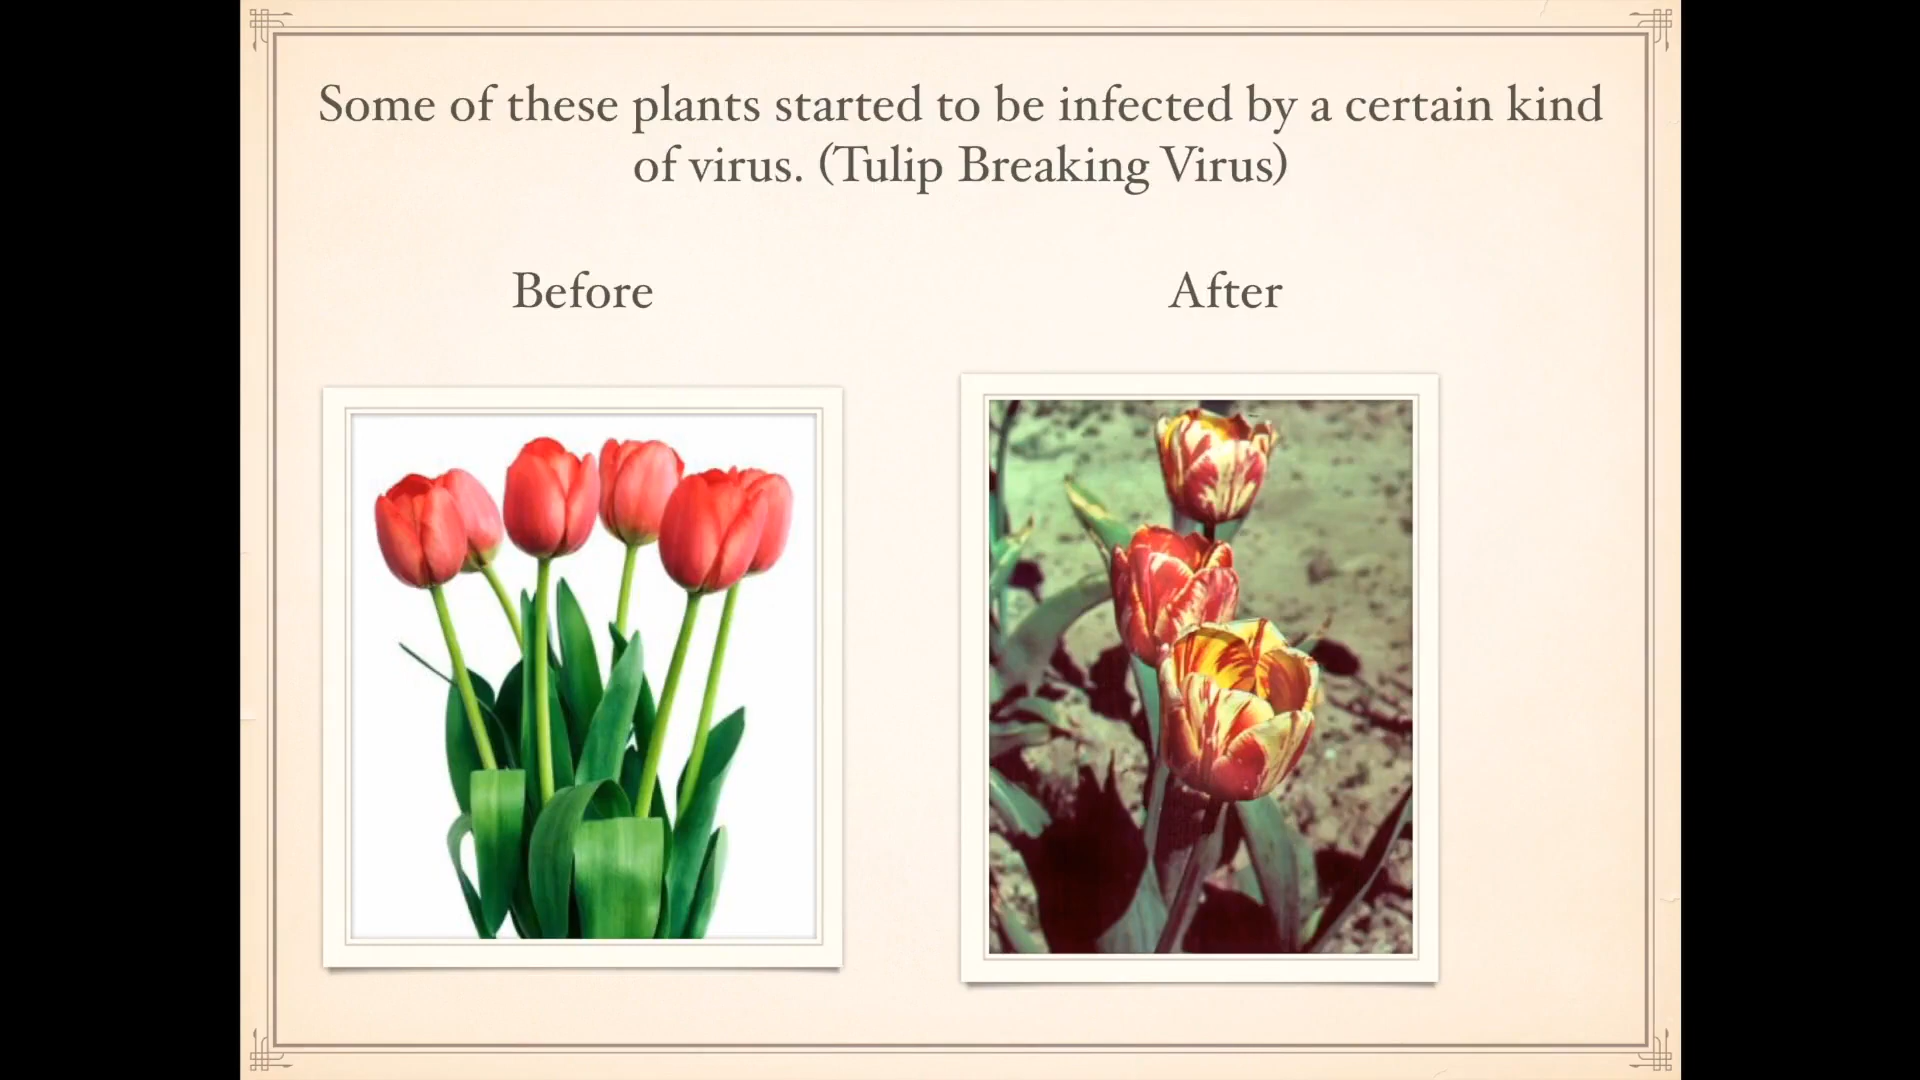 Some of these plants started to be infected by a certain kind
of virus. (Tulip Breaking Virus)
Before
After